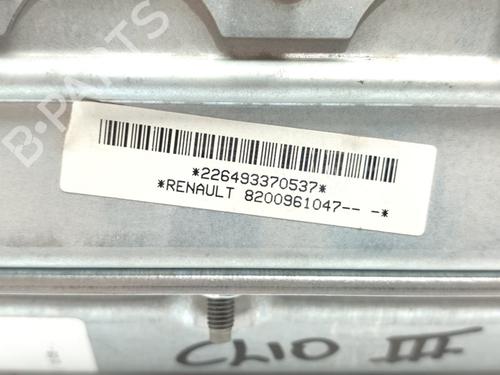 B-PARTS
*226493370537*
*RENAULT 8200961047-- -*
CLIO III